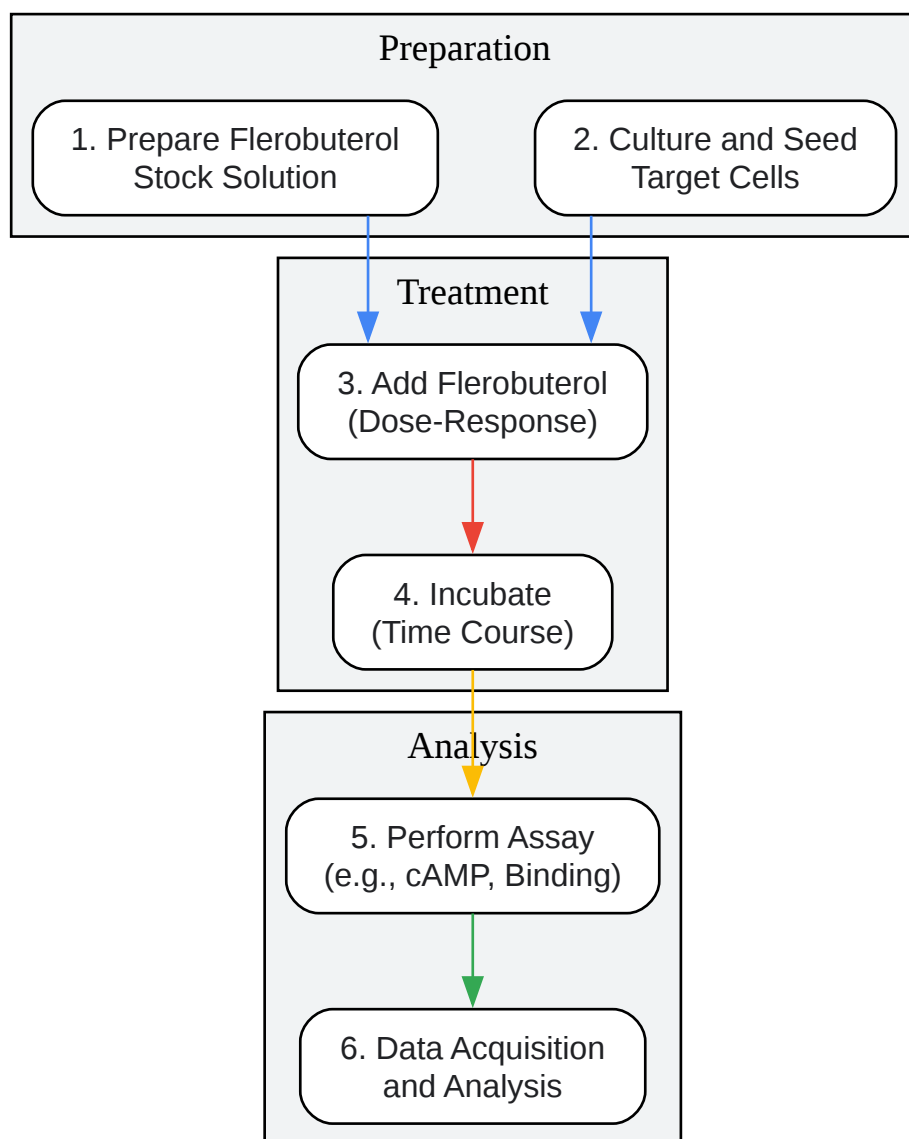 Preparation
1. Prepare Flerobuterol
Stock Solution
2. Culture and Seed
Target Cells
Treatment
3. Add Flerobuterol
(Dose-Response)
4. Incubate
(Time Course)
Analysis
5. Perform Assay
(e.g., cAMP, Binding)
6. Data Acquisition
and Analysis